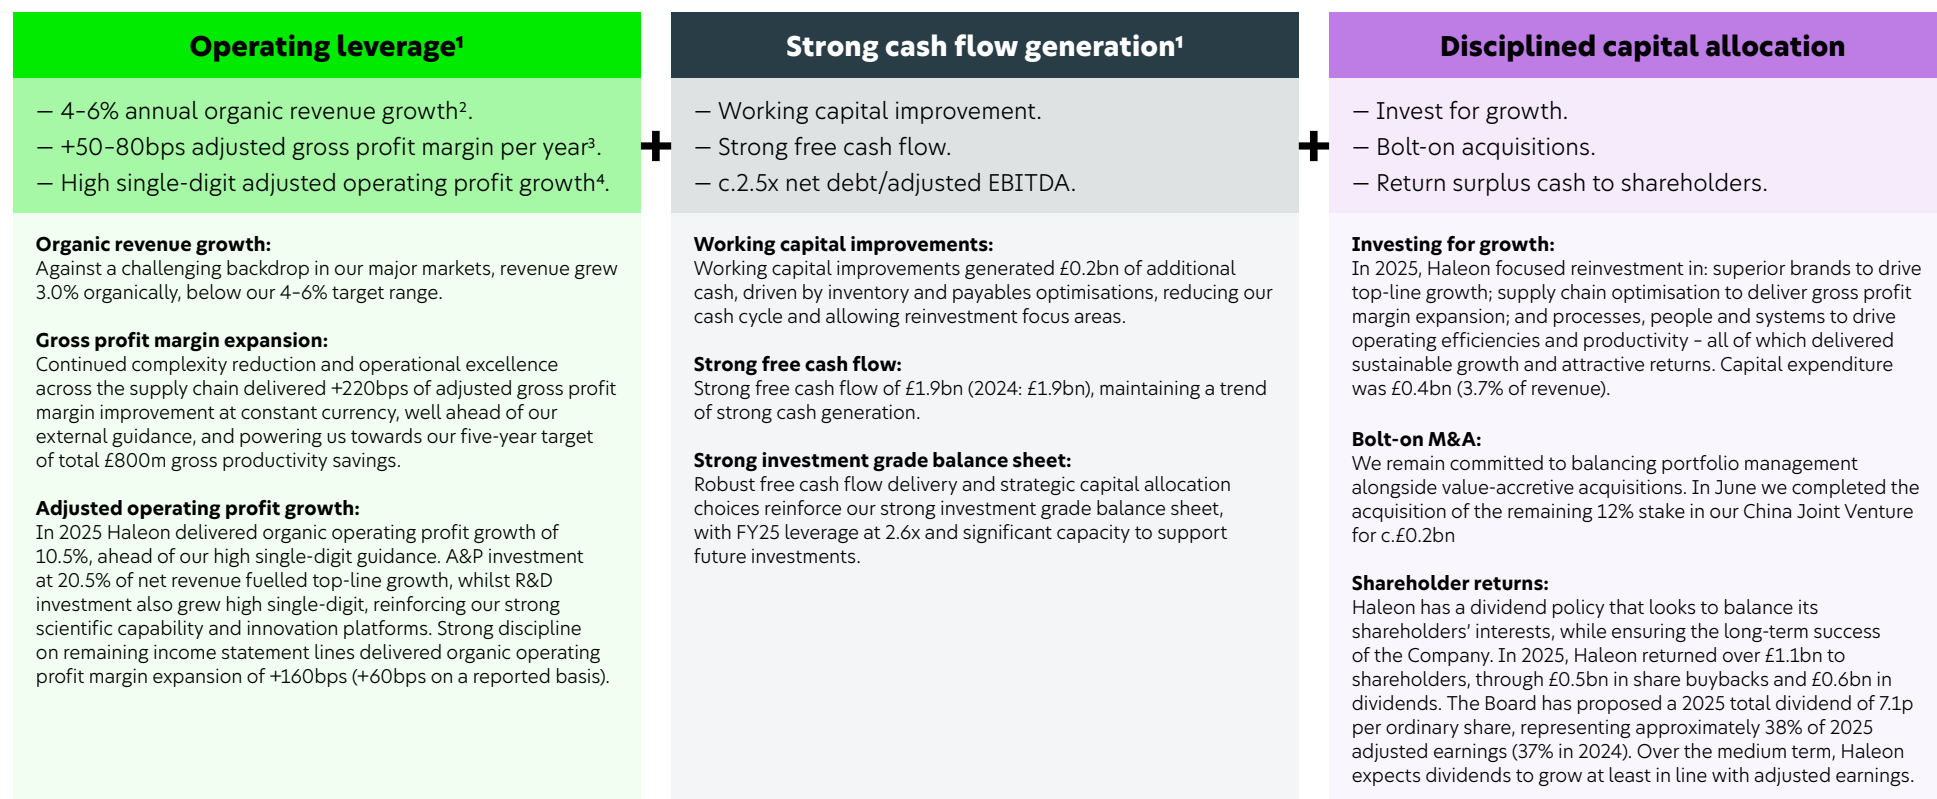 Operating leverage¹
— 4–6% annual organic revenue growth².
— +50–80bps adjusted gross profit margin per year³.
— High single-digit adjusted operating profit growth⁴.
Organic revenue growth:
Against a challenging backdrop in our major markets, revenue grew
3.0% organically, below our 4–6% target range.
Gross profit margin expansion:
Continued complexity reduction and operational excellence
across the supply chain delivered +220bps of adjusted gross profit
margin improvement at constant currency, well ahead of our
external guidance, and powering us towards our five-year target
of total £800m gross productivity savings.
Adjusted operating profit growth:
In 2025 Haleon delivered organic operating profit growth of
10.5%, ahead of our high single-digit guidance. A&P investment
at 20.5% of net revenue fuelled top-line growth, whilst R&D
investment also grew high single-digit, reinforcing our strong
scientific capability and innovation platforms. Strong discipline
on remaining income statement lines delivered organic operating
profit margin expansion of +160bps (+60bps on a reported basis).
+
Strong cash flow generation¹
— Working capital improvement.
— Strong free cash flow.
— c.2.5x net debt/adjusted EBITDA.
Working capital improvements:
Working capital improvements generated £0.2bn of additional
cash, driven by inventory and payables optimisations, reducing our
cash cycle and allowing reinvestment focus areas.
Strong free cash flow:
Strong free cash flow of £1.9bn (2024: £1.9bn), maintaining a trend
of strong cash generation.
Strong investment grade balance sheet:
Robust free cash flow delivery and strategic capital allocation
choices reinforce our strong investment grade balance sheet,
with FY25 leverage at 2.6x and significant capacity to support
future investments.
+
Disciplined capital allocation
— Invest for growth.
— Bolt-on acquisitions.
— Return surplus cash to shareholders.
Investing for growth:
In 2025, Haleon focused reinvestment in: superior brands to drive
top-line growth; supply chain optimisation to deliver gross profit
margin expansion; and processes, people and systems to drive
operating efficiencies and productivity – all of which delivered
sustainable growth and attractive returns. Capital expenditure
was £0.4bn (3.7% of revenue).
Bolt-on M&A:
We remain committed to balancing portfolio management
alongside value-accretive acquisitions. In June we completed the
acquisition of the remaining 12% stake in our China Joint Venture
for c.£0.2bn
Shareholder returns:
Haleon has a dividend policy that looks to balance its
shareholders’ interests, while ensuring the long-term success
of the Company. In 2025, Haleon returned over £1.1bn to
shareholders, through £0.5bn in share buybacks and £0.6bn in
dividends. The Board has proposed a 2025 total dividend of 7.1p
per ordinary share, representing approximately 38% of 2025
adjusted earnings (37% in 2024). Over the medium term, Haleon
expects dividends to grow at least in line with adjusted earnings.